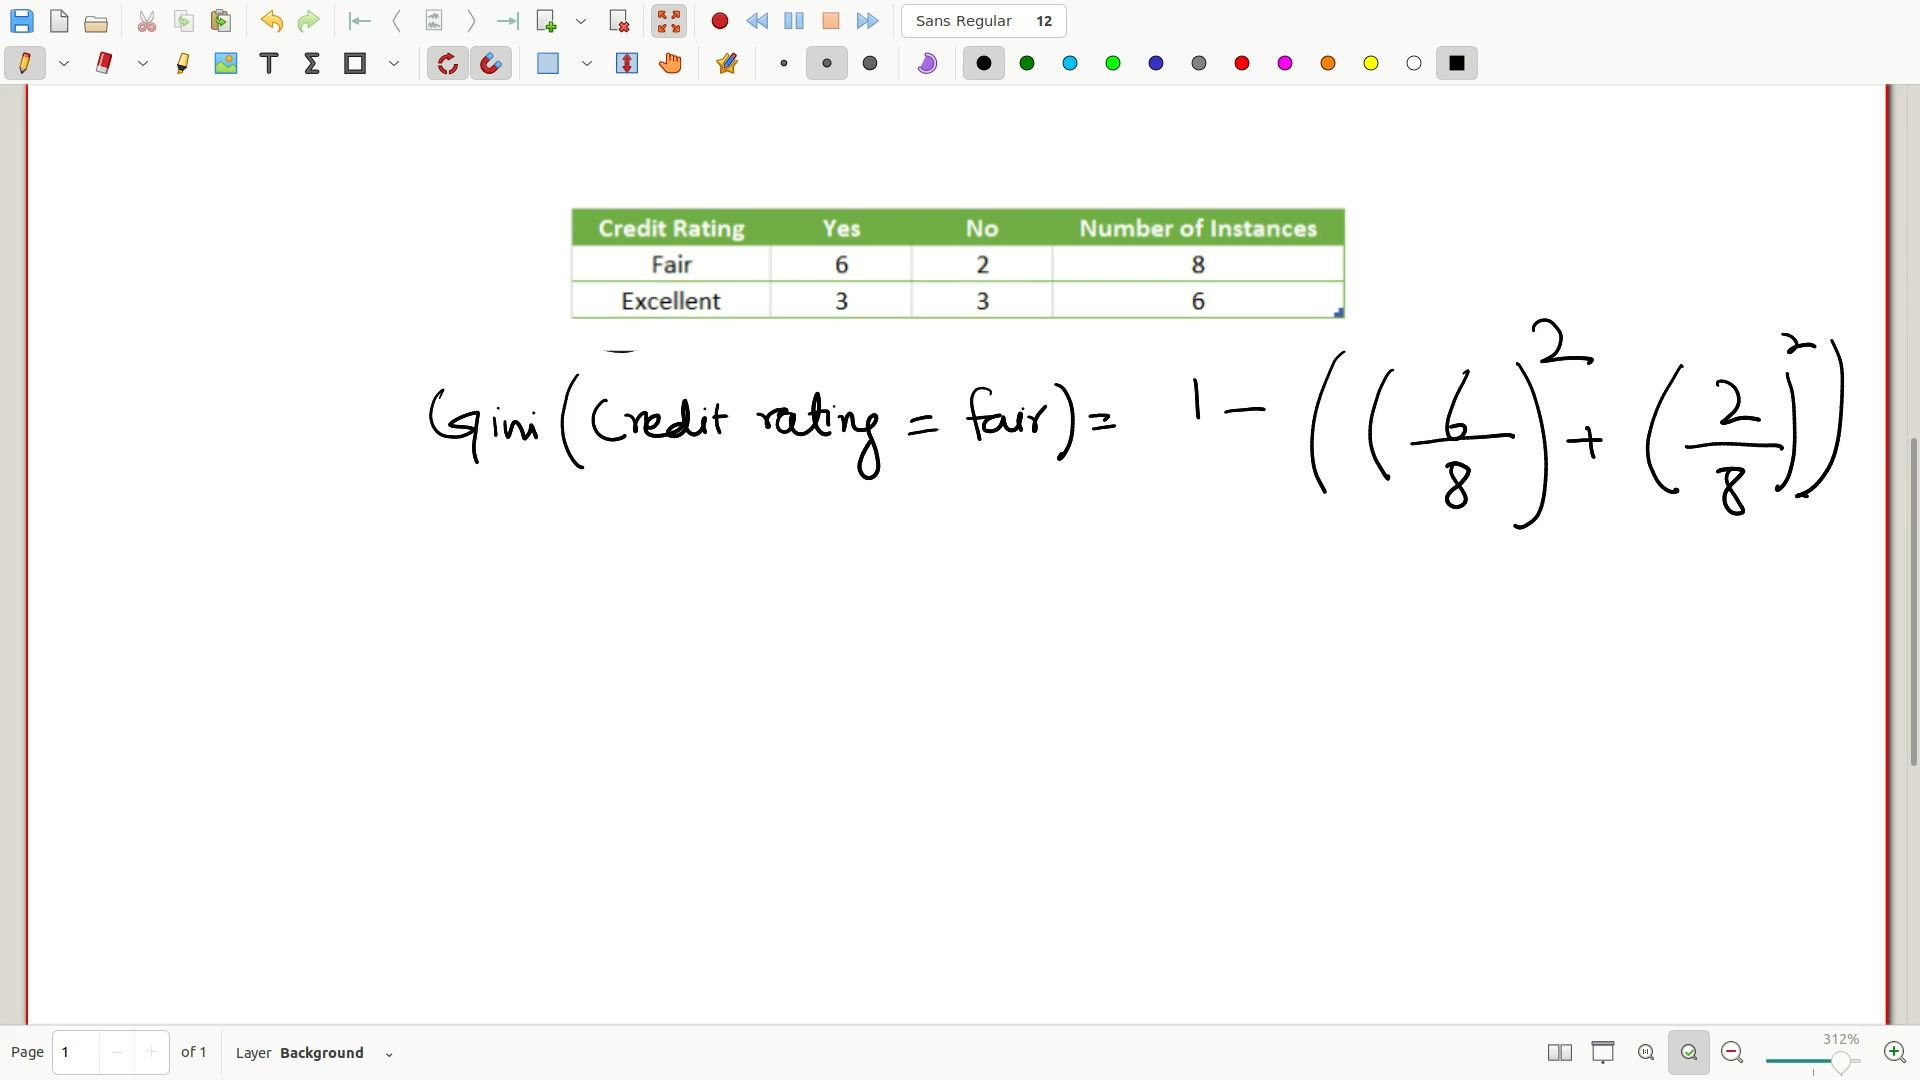 Sans Regular 12
Credit Rating Yes No Number of Instances
Fair 6 2 8
Excellent 3 3 6
Gini (Credit rating = fair) = 1 - ((6/8)² + (2/8)²)
Page 1 of 1 Layer Background 312%